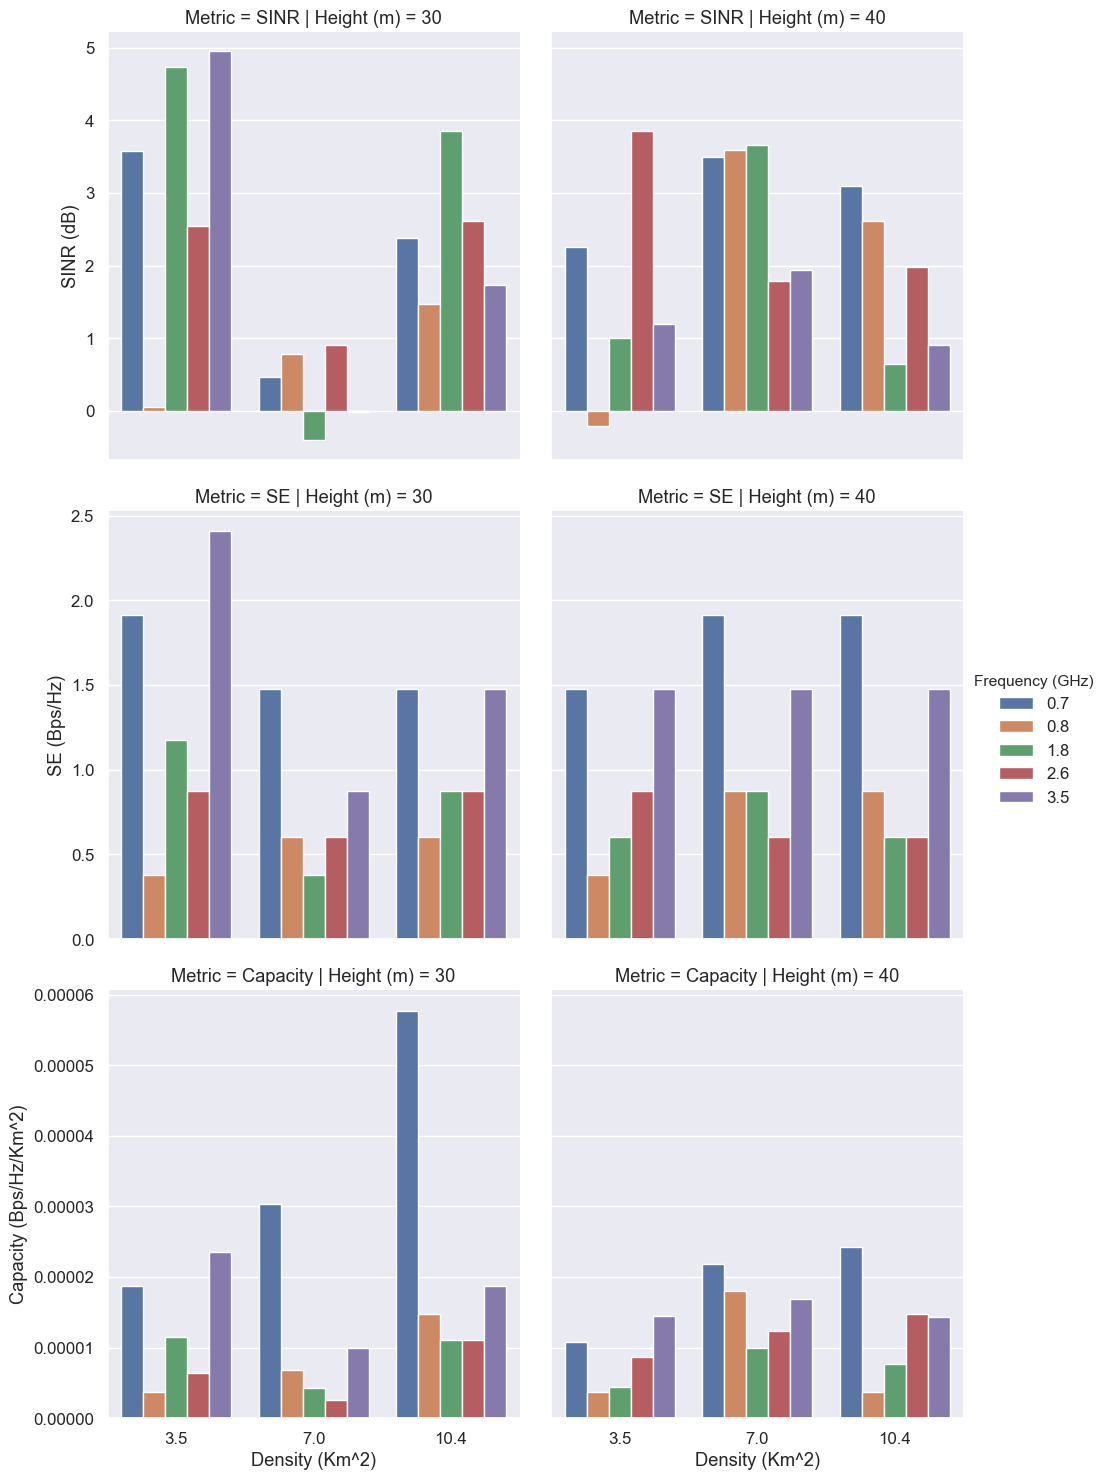 Metric = SINR | Height (m) = 30
Metric = SINR | Height (m) = 40
5
4
3
2
1
0
SINR (dB)
Metric = SE | Height (m) = 30
Metric = SE | Height (m) = 40
2.5
2.0
1.5
1.0
0.5
0.0
SE (Bps/Hz)
Frequency (GHz)
0.7
0.8
1.8
2.6
3.5
Metric = Capacity | Height (m) = 30
Metric = Capacity | Height (m) = 40
0.00006
0.00005
0.00004
0.00003
0.00002
0.00001
0.00000
Capacity (Bps/Hz/Km^2)
3.5 7.0 10.4
Density (Km^2)
3.5 7.0 10.4
Density (Km^2)